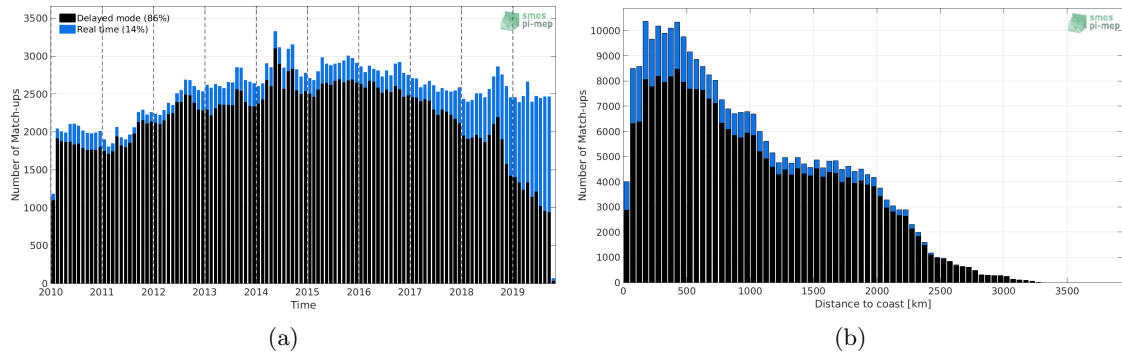 3500
3000
2500
2000
1500
1000
500
0
Number of Match-ups
Delayed mode (86%)
Real time (14%)
smos
pi-mep
2010 2011 2012 2013 2014 2015 2016 2017 2018 2019
Time
(a)
10000
9000
8000
7000
6000
5000
4000
3000
2000
1000
0
Number of Match-ups
smos
pi-mep
0 500 1000 1500 2000 2500 3000 3500
Distance to coast [km]
(b)